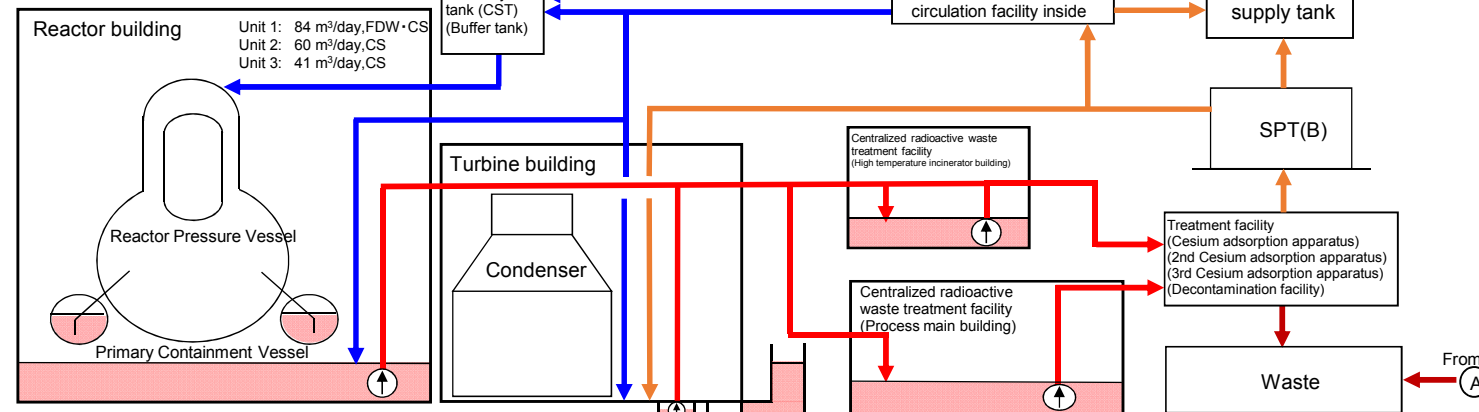 tank (CST)
(Buffer tank)
circulation facility inside
supply tank
Reactor building
Unit 1: 84 m³/day,FDW・CS
Unit 2: 60 m³/day,CS
Unit 3: 41 m³/day,CS
SPT(B)
Centralized radioactive waste
treatment facility
(High temperature incinerator building)
Turbine building
Reactor Pressure Vessel
Condenser
Treatment facility
(Cesium adsorption apparatus)
(2nd Cesium adsorption apparatus)
(3rd Cesium adsorption apparatus)
(Decontamination facility)
Centralized radioactive
waste treatment facility
(Process main building)
Primary Containment Vessel
Waste
From
A